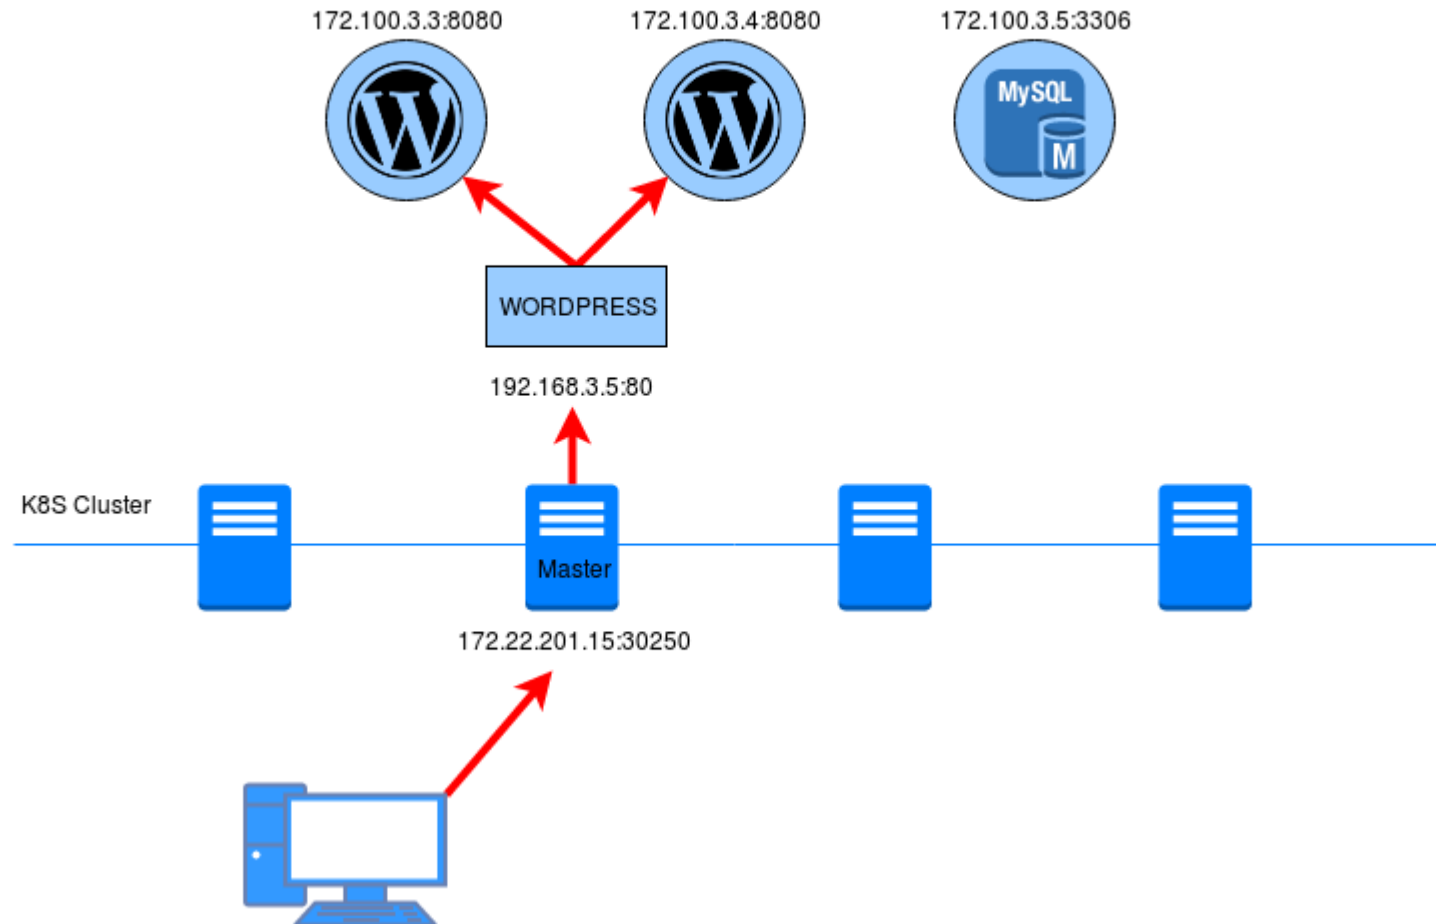 172.100.3.3:8080
172.100.3.4:8080
172.100.3.5:3306
MySQL
M
WORDPRESS
192.168.3.5:80
K8S Cluster
Master
172.22.201.15:30250